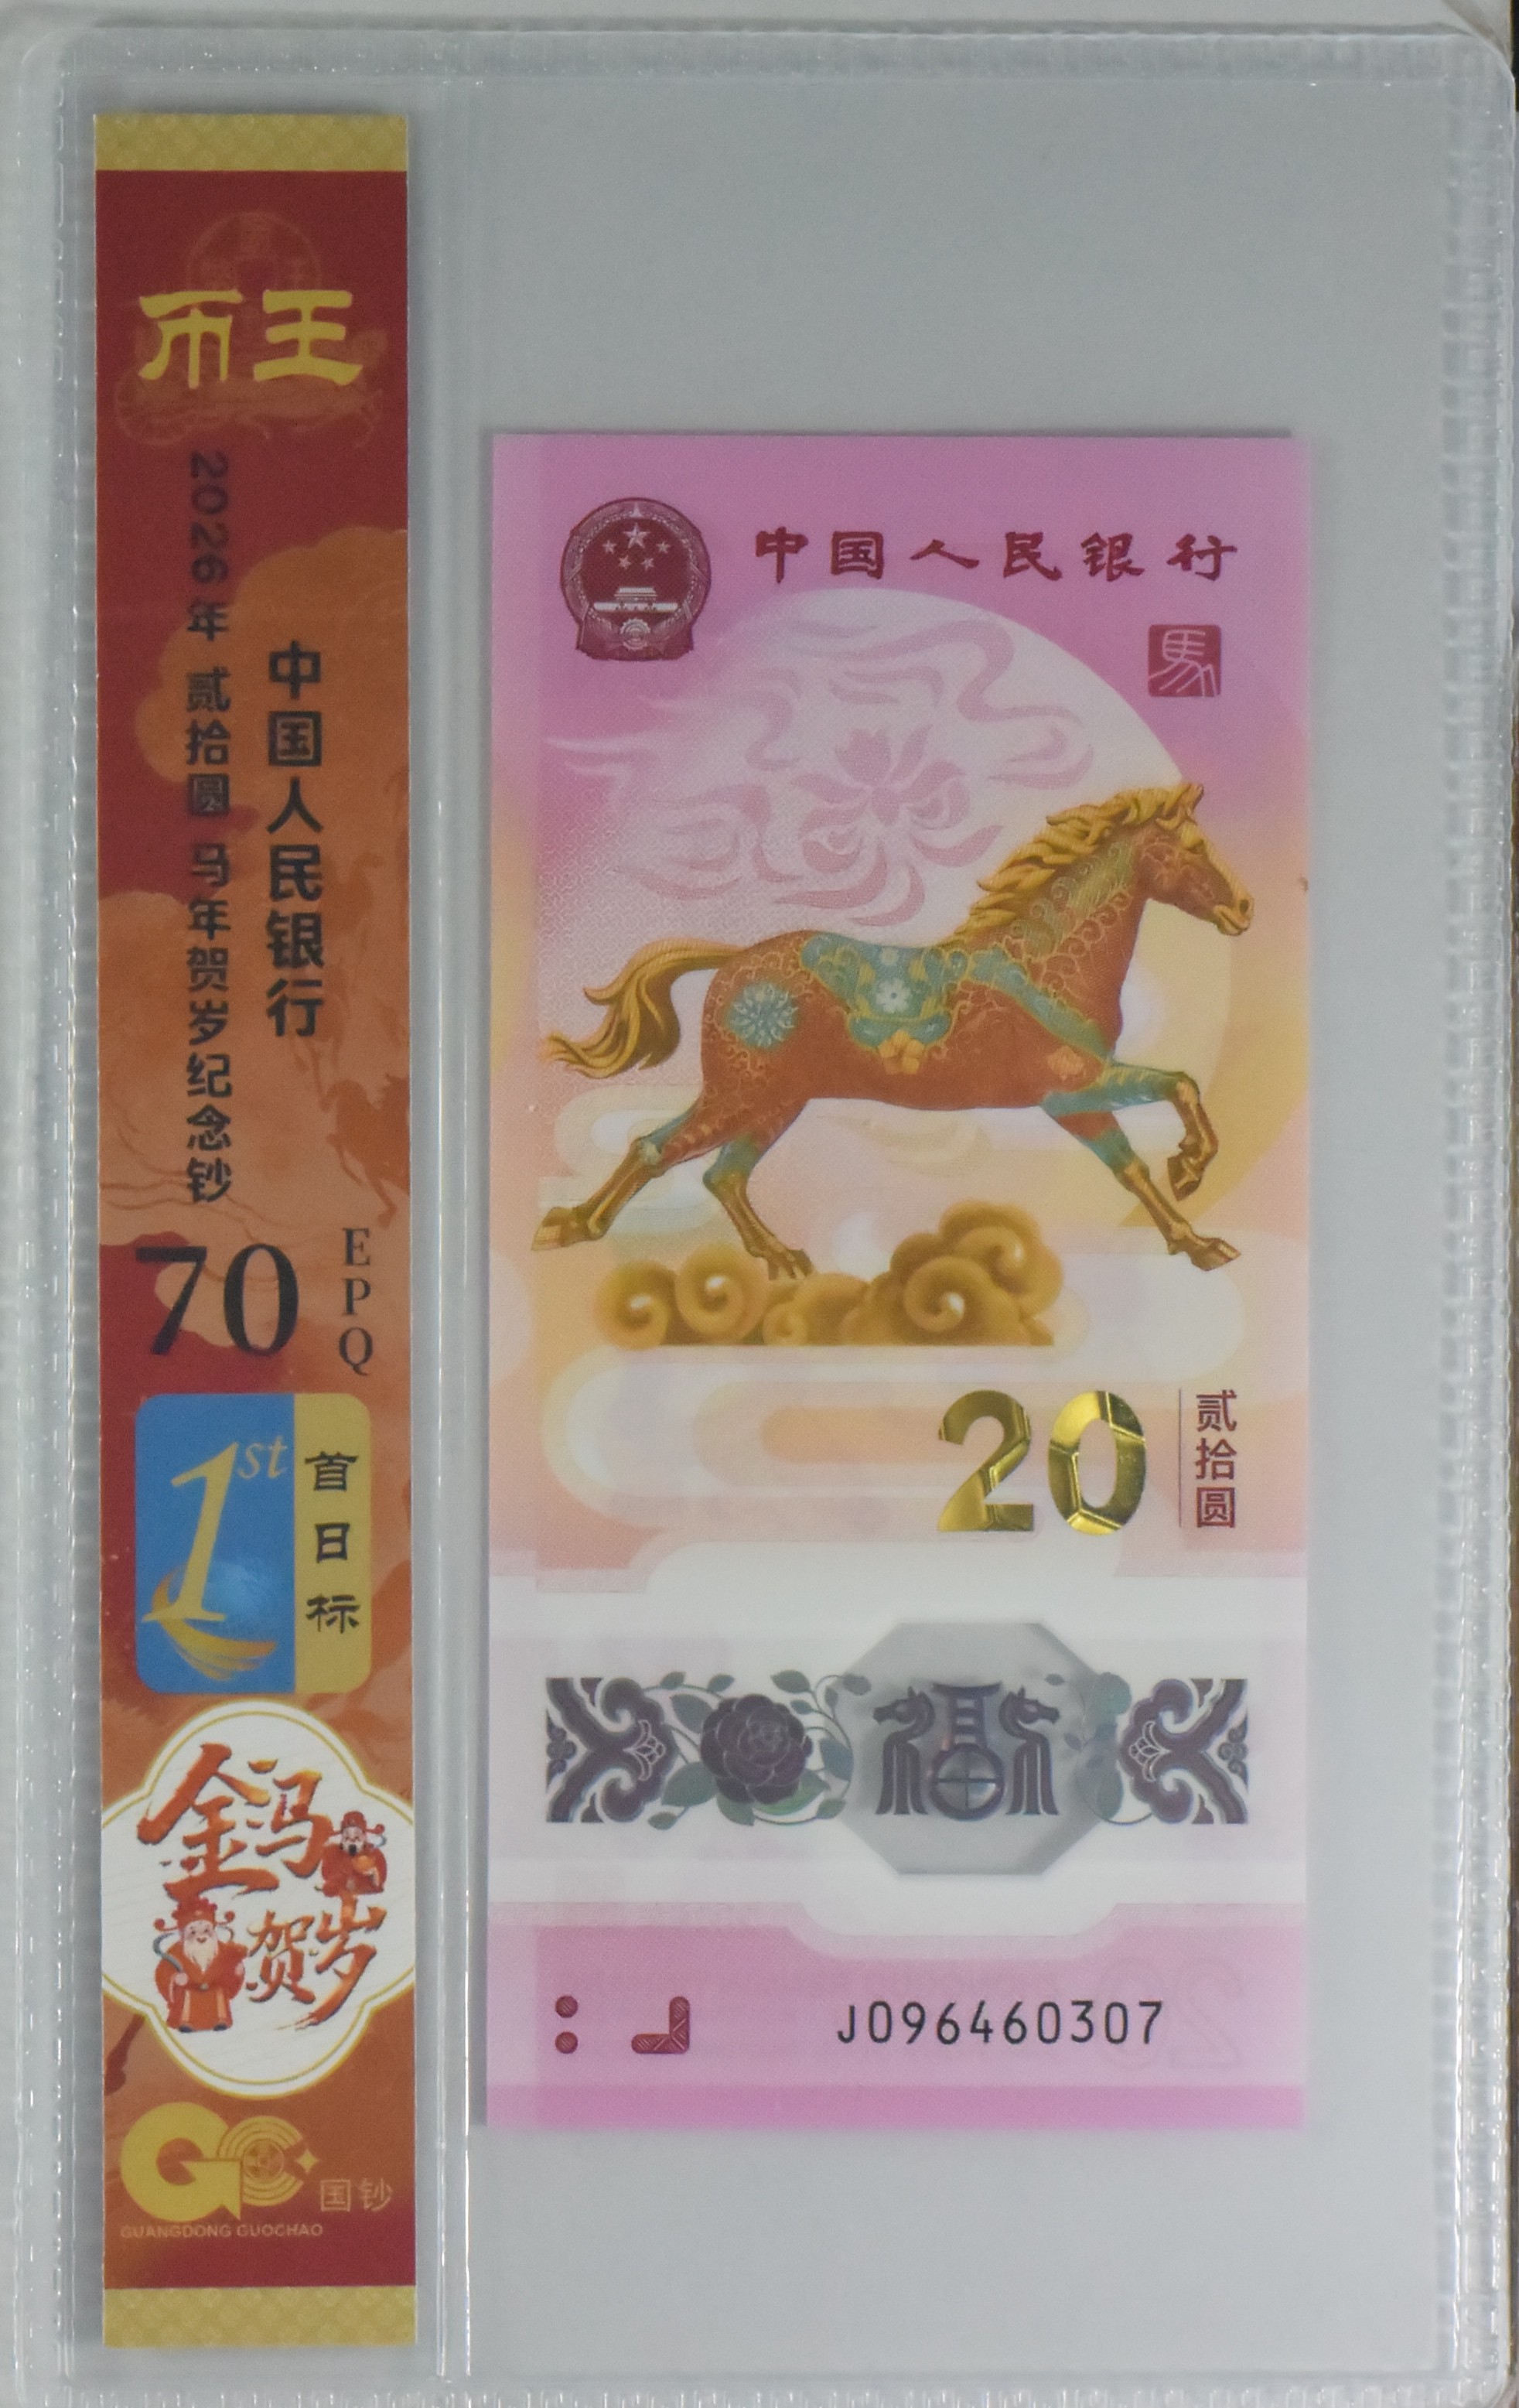 币王
中国人民银行
2026年 贰拾圆 马年贺岁纪念钞
70
EPQ
1st
首日标
金马
贺岁
GC
国钞
GUANGDONG GUOCHAO
中国人民银行
馬
20
贰拾圆
福
J096460307